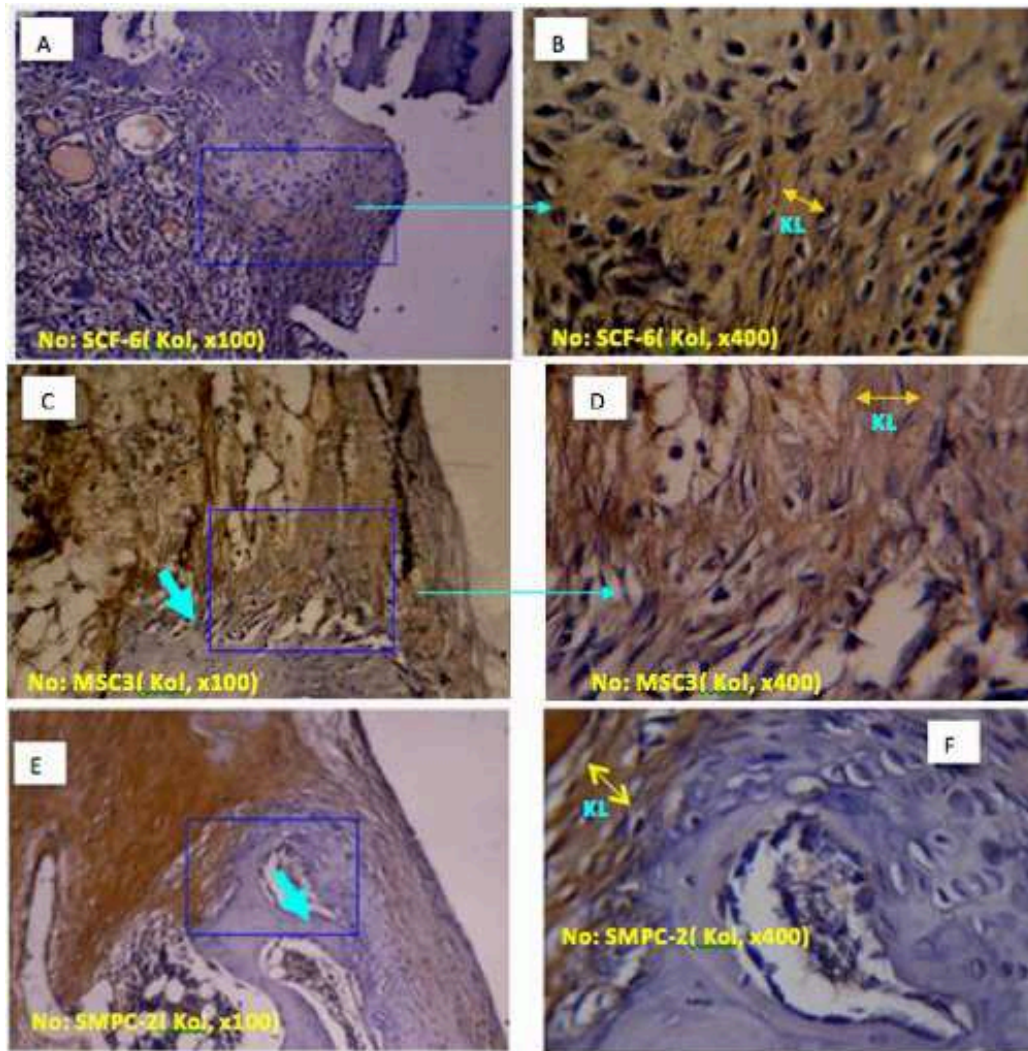 A
No: SCF-6( Kol, x100)
B
KL
No: SCF-6( Kol, x400)
C
No: MSC3( Kol, x100)
D
KL
No: MSC3( Kol, x400)
E
No: SMPC-2( Kol, x100)
F
KL
No: SMPC-2( Kol, x400)